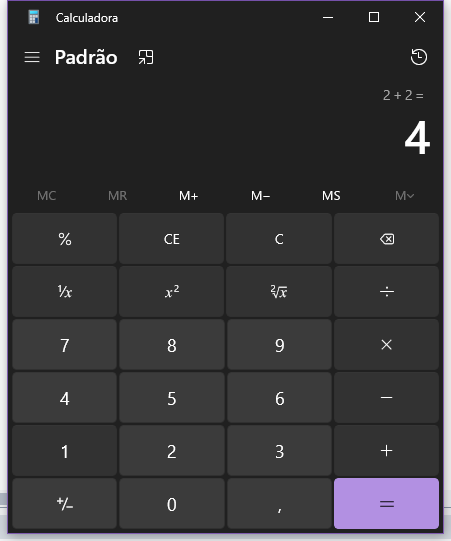 Calculadora
Padrão
2 + 2 =
4
MC MR M+ M− MS M
% CE C
¹/x x² ²√x ÷
7 8 9 ×
4 5 6 −
1 2 3 +
+/− 0 , =